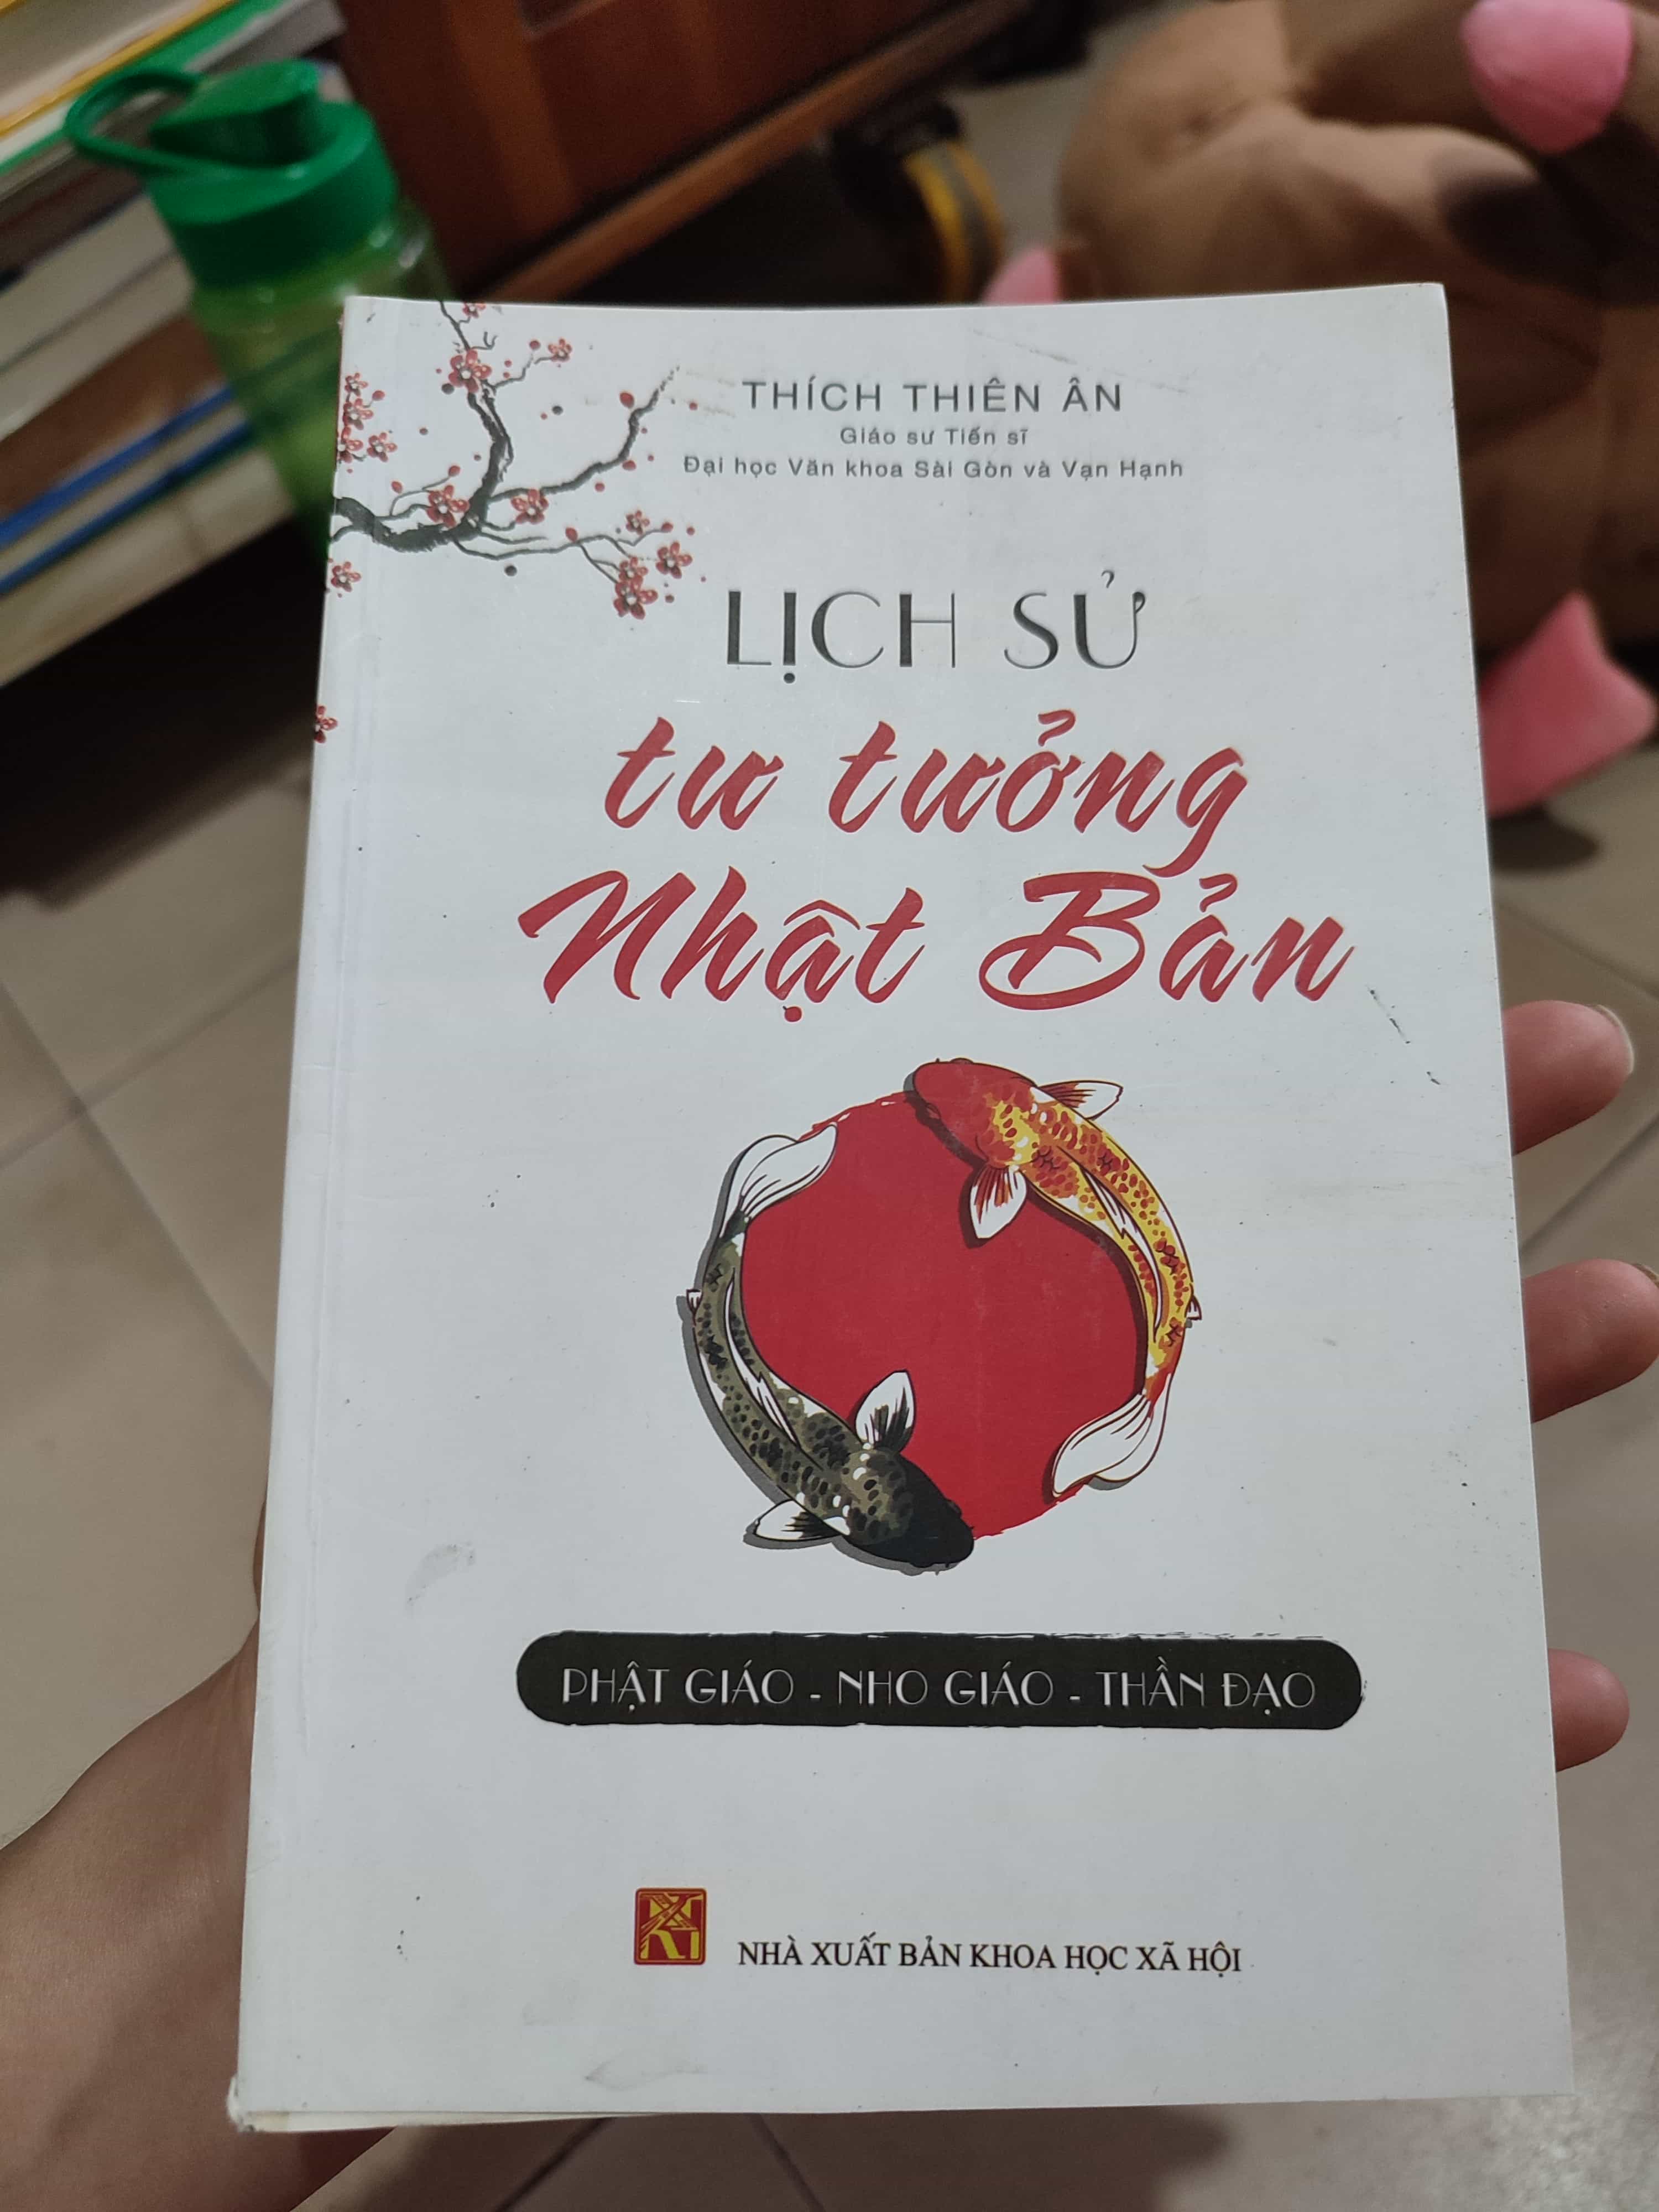 THÍCH THIÊN ÂN
Giáo sư Tiến sĩ
Đại học Văn khoa Sài Gòn và Vạn Hạnh
LỊCH SỬ
tư tưởng
Nhật Bản
PHẬT GIÁO - NHO GIÁO - THẦN ĐẠO
NHÀ XUẤT BẢN KHOA HỌC XÃ HỘI